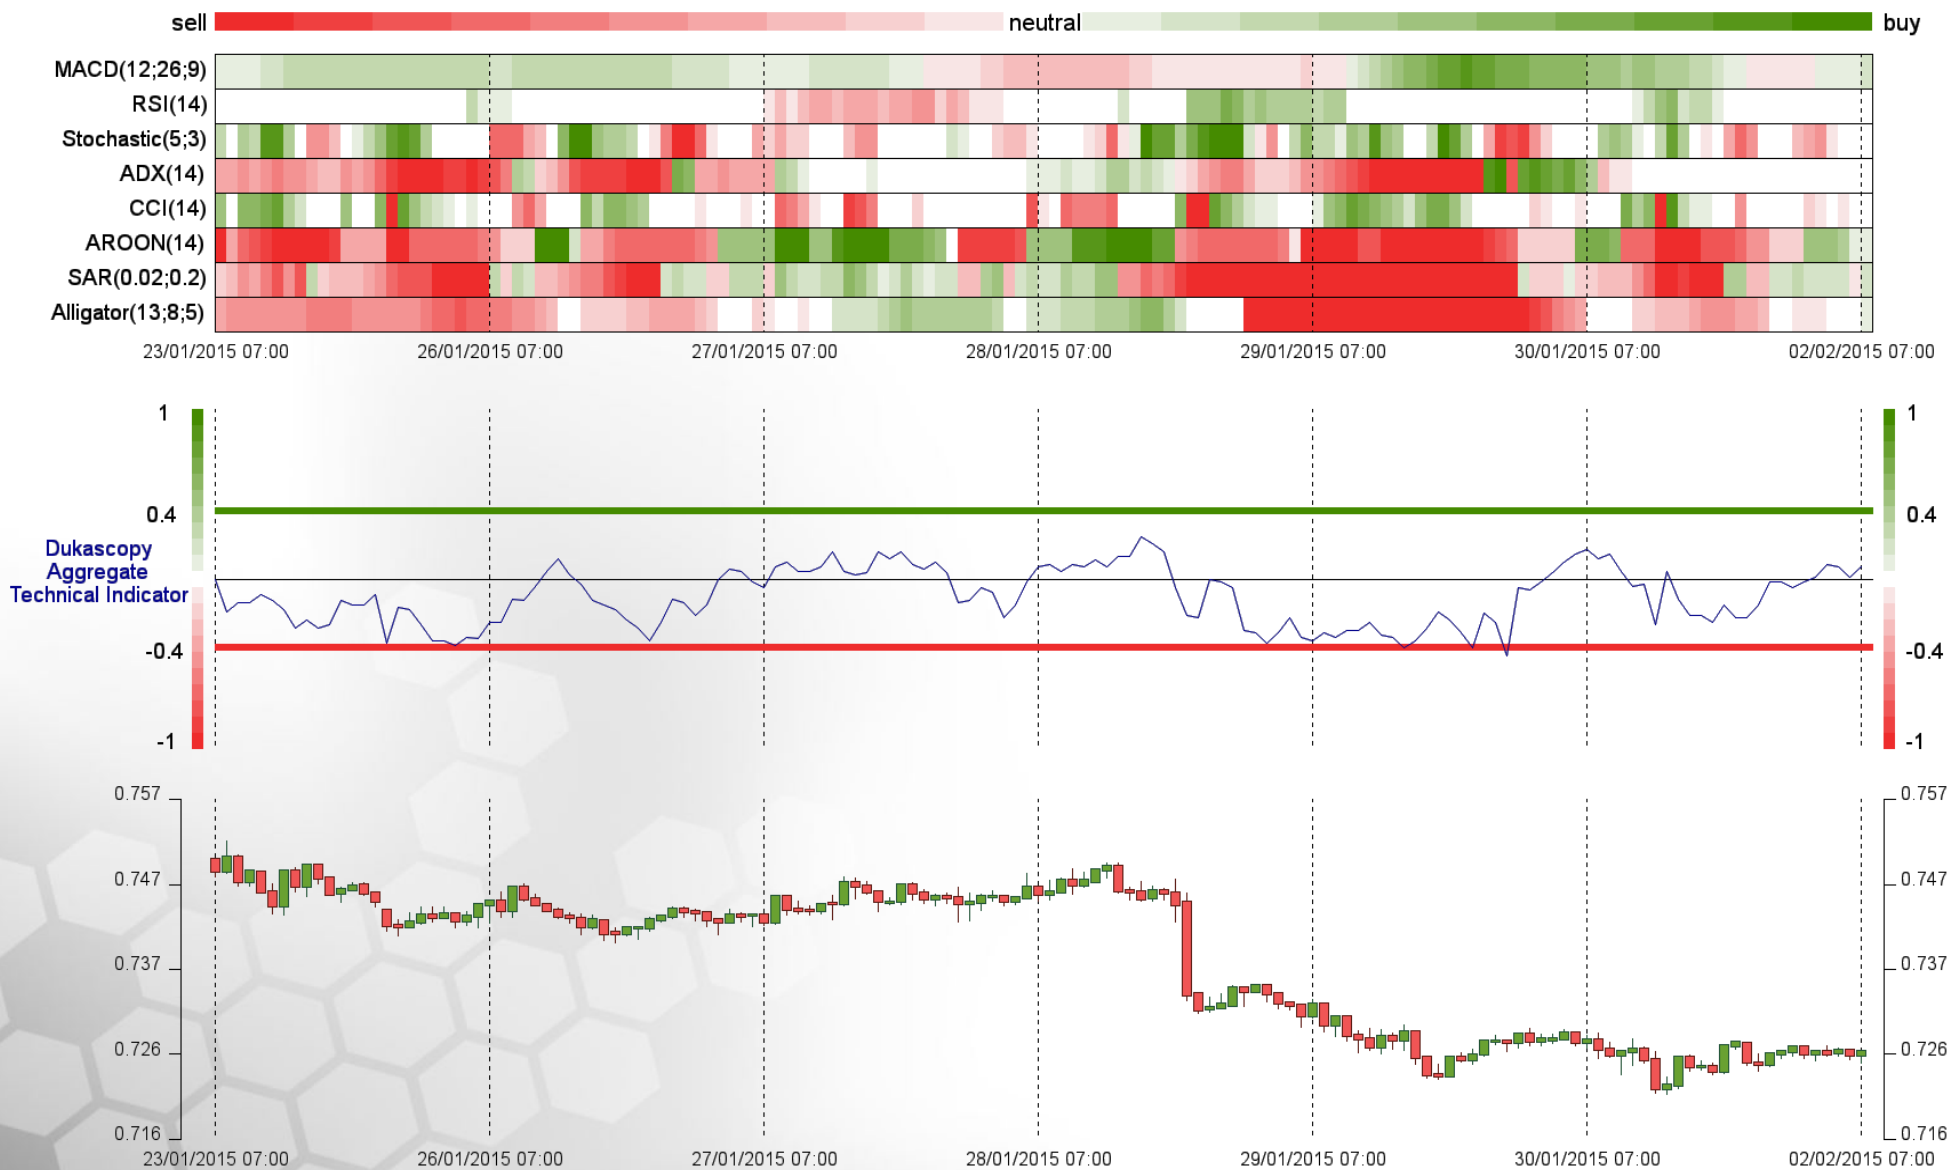 sell neutral buy
MACD(12;26;9)
RSI(14)
Stochastic(5;3)
ADX(14)
CCI(14)
AROON(14)
SAR(0.02;0.2)
Alligator(13;8;5)
23/01/2015 07:00 26/01/2015 07:00 27/01/2015 07:00 28/01/2015 07:00 29/01/2015 07:00 30/01/2015 07:00 02/02/2015 07:00
1 1
0.4 0.4
Dukascopy
Aggregate
Technical Indicator
-0.4 -0.4
-1 -1
0.757 0.757
0.747 0.747
0.737 0.737
0.726 0.726
0.716 0.716
23/01/2015 07:00 26/01/2015 07:00 27/01/2015 07:00 28/01/2015 07:00 29/01/2015 07:00 30/01/2015 07:00 02/02/2015 07:00